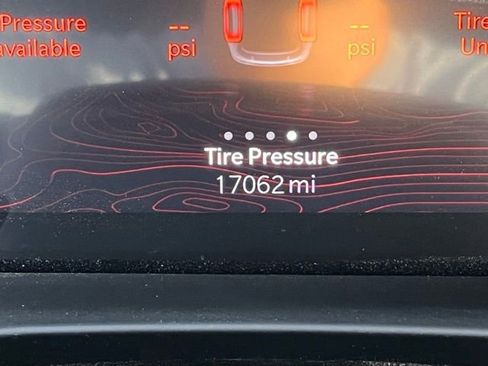 Pressure -- -- Tire
available psi psi Un
Tire Pressure
17062 mi